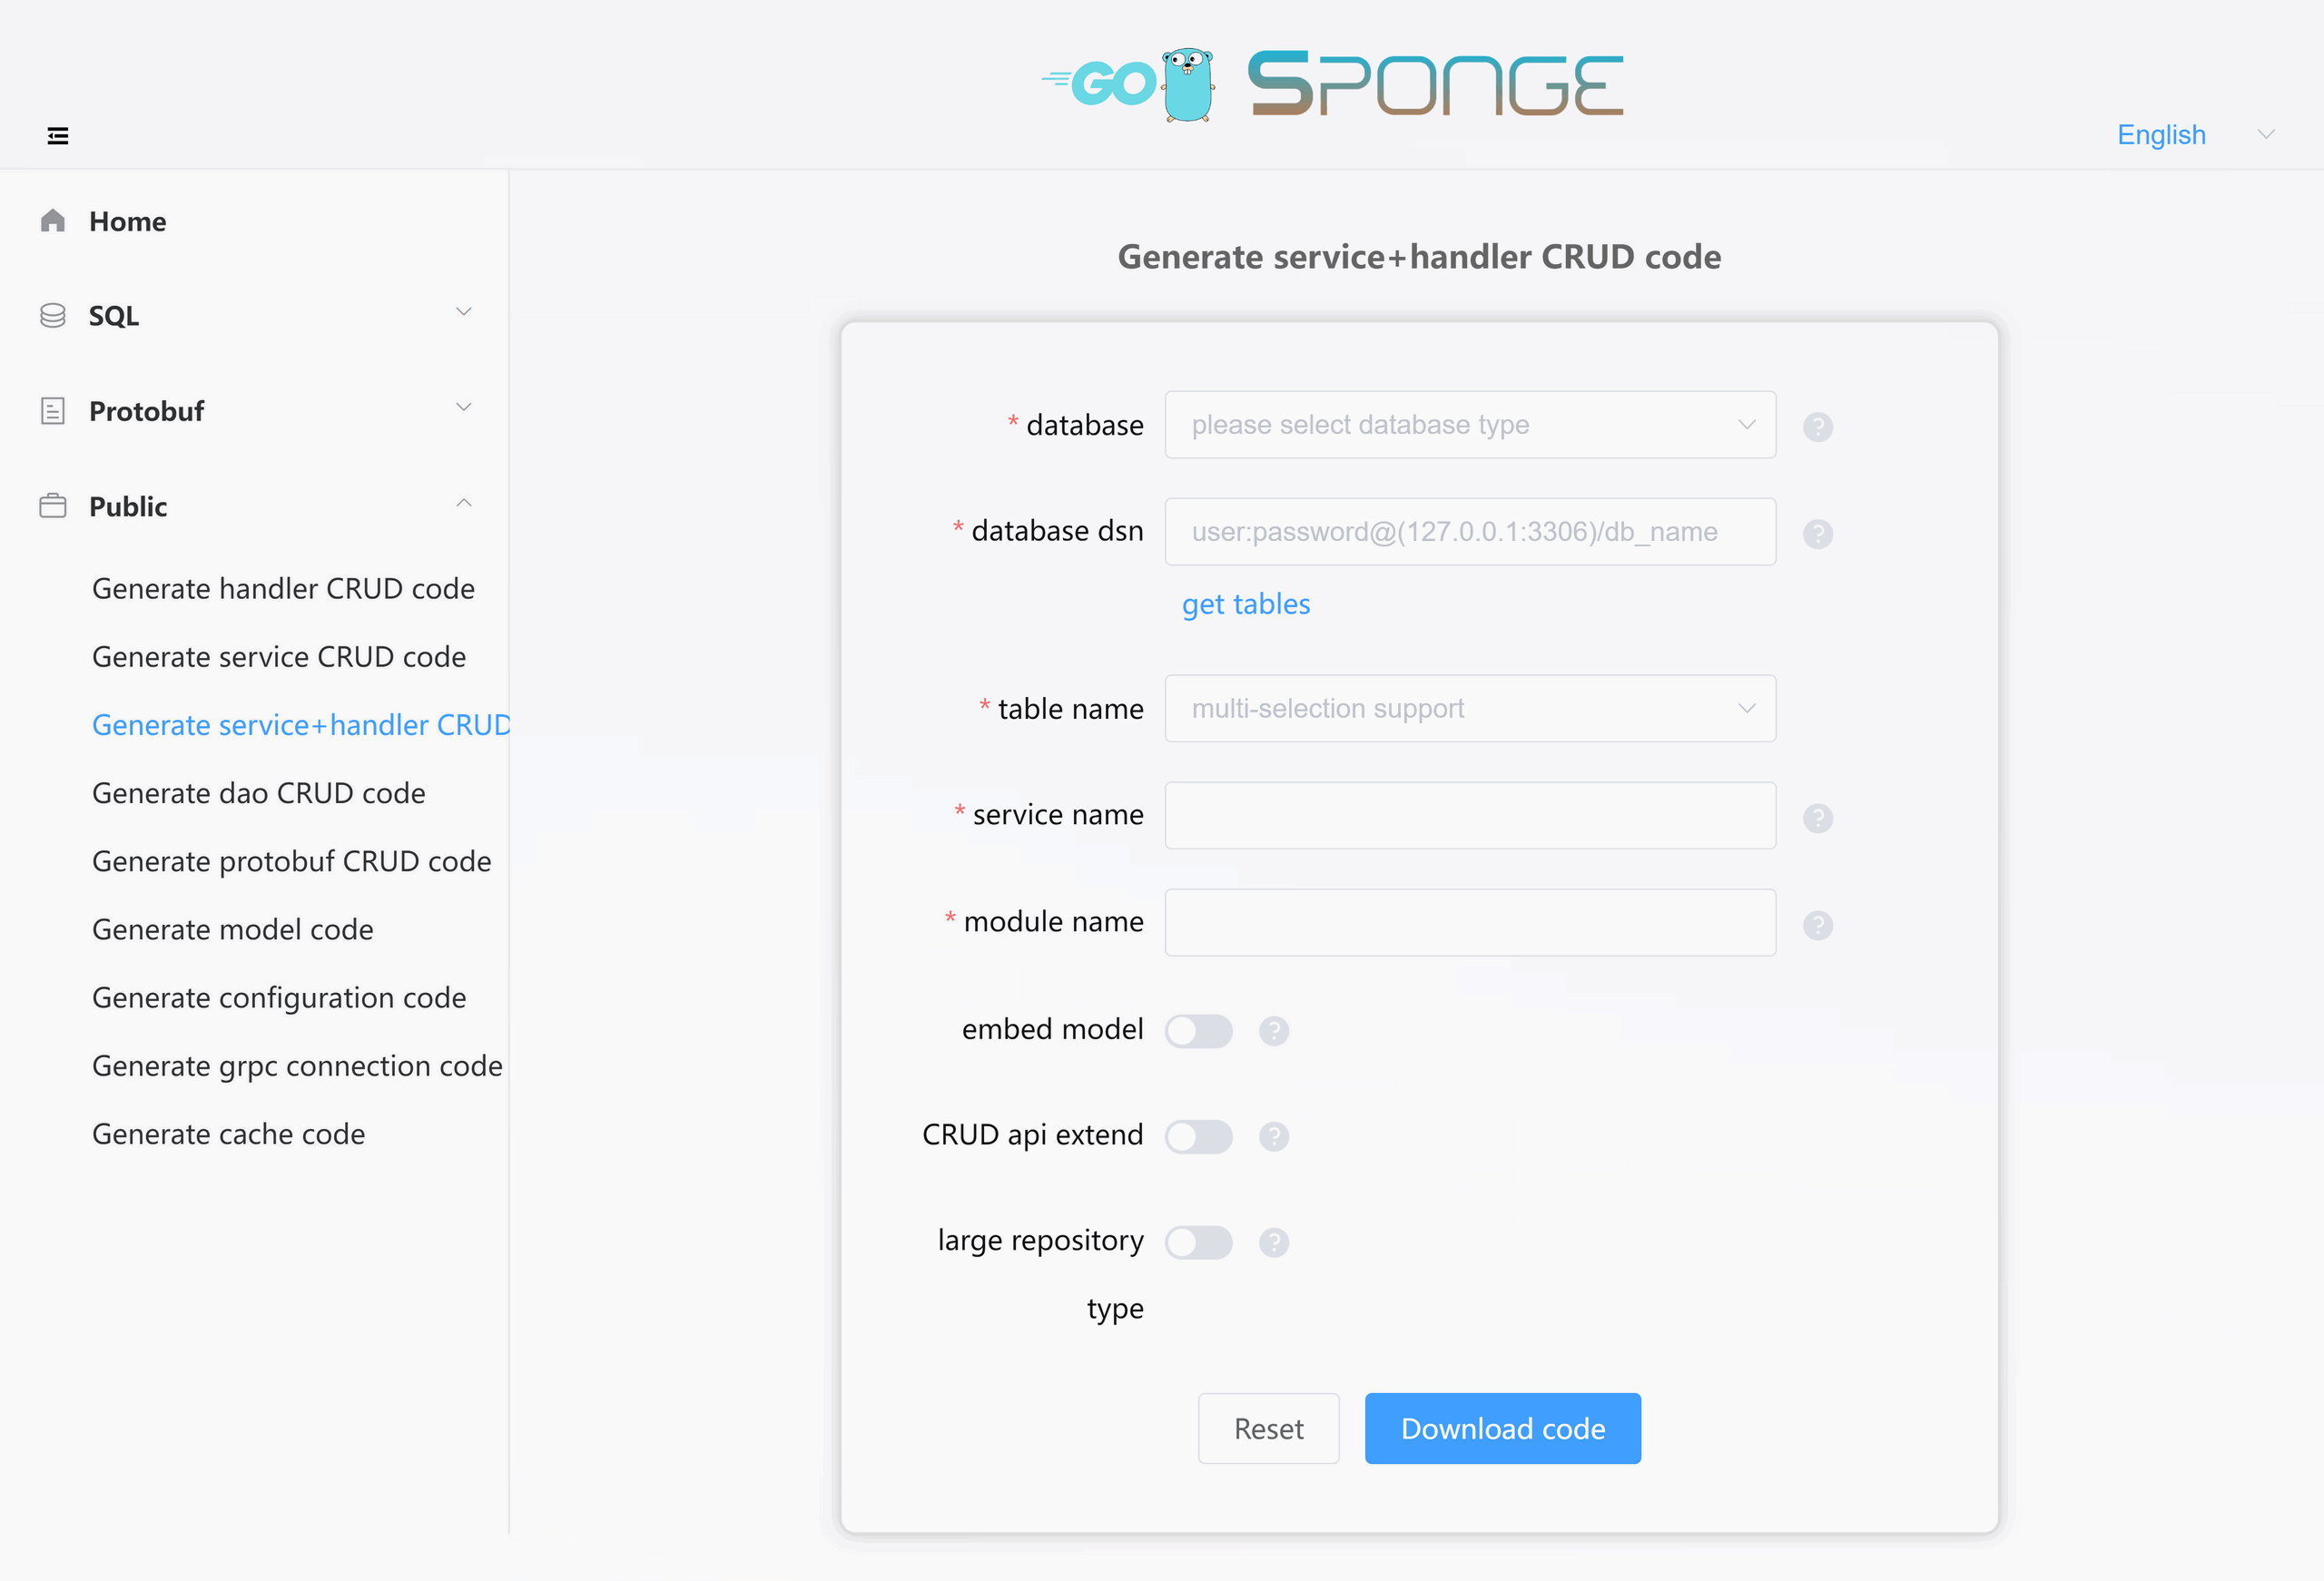 GO SPONGE
English
Home
SQL
Protobuf
Public
Generate handler CRUD code
Generate service CRUD code
Generate service+handler CRUD
Generate dao CRUD code
Generate protobuf CRUD code
Generate model code
Generate configuration code
Generate grpc connection code
Generate cache code
Generate service+handler CRUD code
* database please select database type ?
* database dsn user:password@(127.0.0.1:3306)/db_name ?
get tables
* table name multi-selection support
* service name ?
* module name ?
embed model ?
CRUD api extend ?
large repository ?
type
Reset Download code